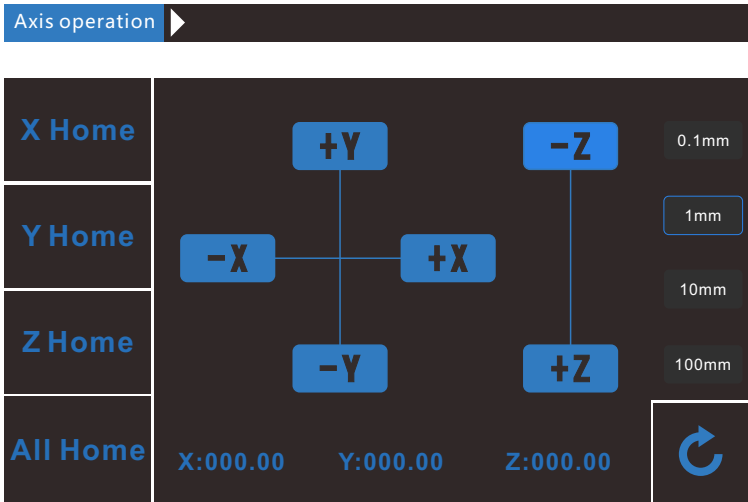 Axis operation
X Home
Y Home
Z Home
All Home
+Y
-X
+X
-Y
-Z
+Z
0.1mm
1mm
10mm
100mm
X:000.00
Y:000.00
Z:000.00